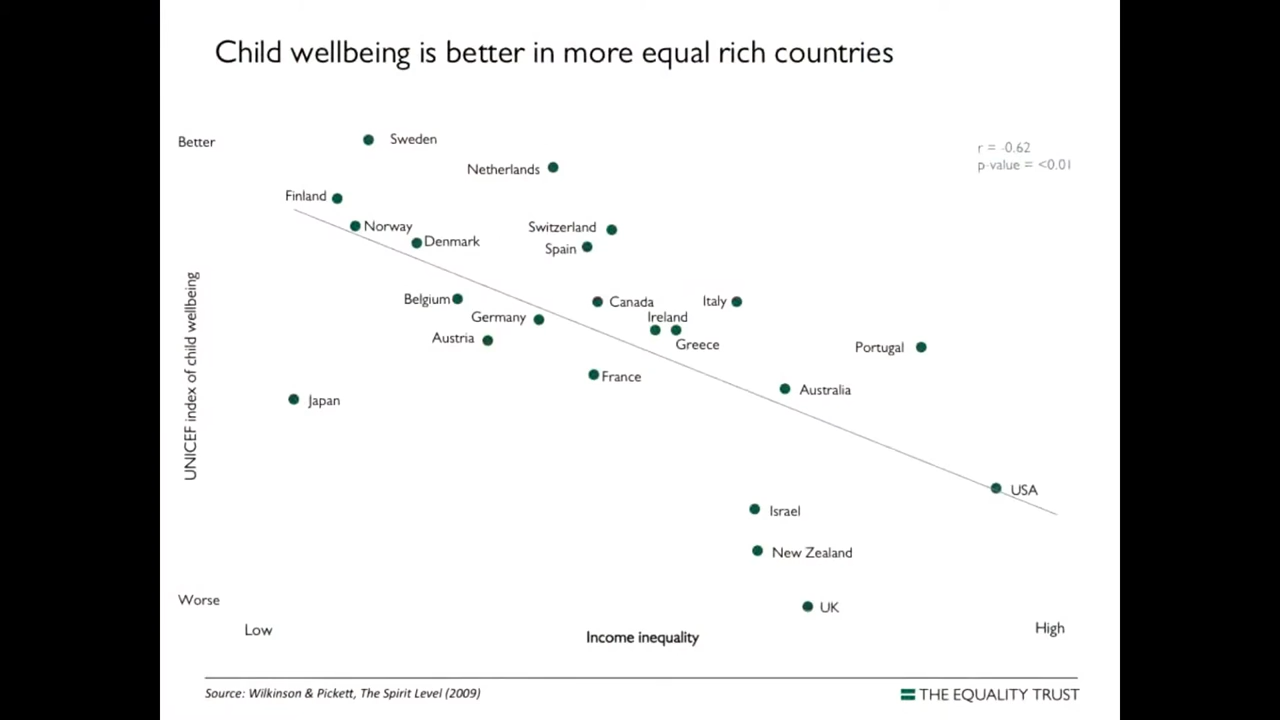 Child wellbeing is better in more equal rich countries
Better
Sweden
r = -0.62
Netherlands
p-value = <0.01
Finland
Norway
Switzerland
Denmark
Spain
UNICEF index of child wellbeing
Belgium
Canada
Italy
Germany
Ireland
Austria
Greece
Portugal
France
Australia
Japan
USA
Israel
New Zealand
Worse
UK
Low
Income inequality
High
Source: Wilkinson & Pickett, The Spirit Level (2009)
THE EQUALITY TRUST